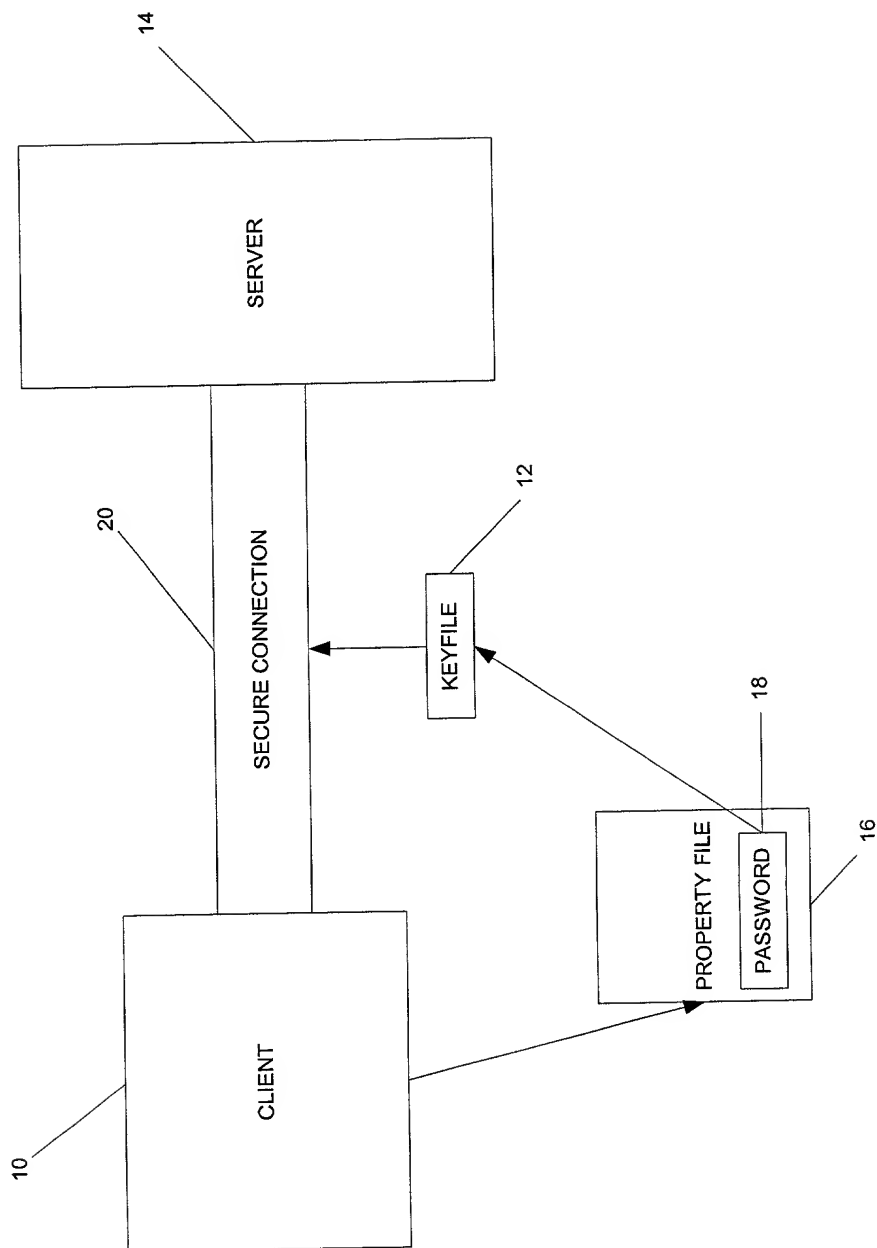 10
CLIENT
20
SECURE CONNECTION
14
SERVER
12
KEYFILE
18
PROPERTY FILE
PASSWORD
16